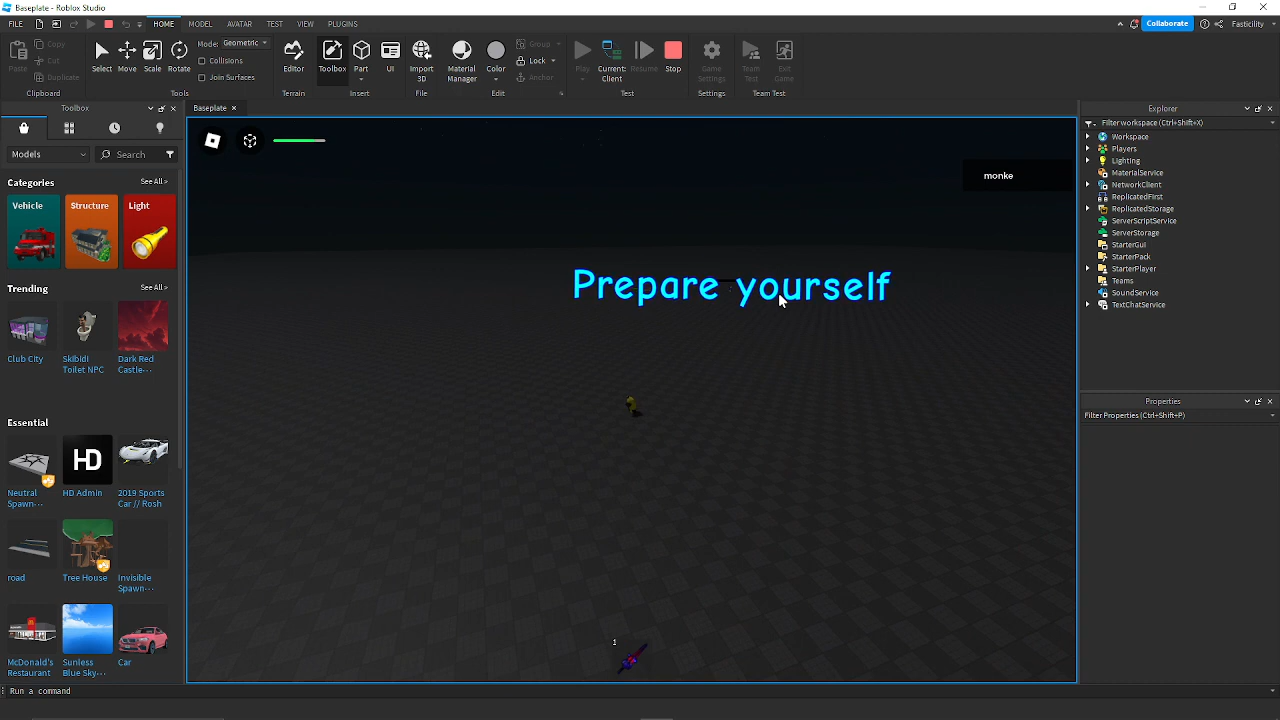 Baseplate - Roblox Studio
FILE HOME MODEL AVATAR TEST VIEW PLUGINS Collaborate Fasticility
Paste Copy Cut Duplicate Clipboard
Select Move Scale Rotate Mode: Geometric Collisions Join Surfaces Tools
Editor Terrain
Toolbox Part UI Insert
Import 3D File
Material Manager Color Group Lock Anchor Edit
Play Current: Client Resume Stop Test
Game Settings Settings
Team Test Exit Game Team Test
Toolbox
Baseplate
Models Search
Categories See All >
Vehicle Structure Light
Trending See All >
Club City
Skibidi Toilet NPC
Dark Red Castle-··
Essential
HD
Neutral Spawn-··
HD Admin
2019 Sports Car // Rosh
road
Tree House
Invisible Spawn-··
McDonald's Restaurant
Sunless Blue Sky-··
Car
monke
Prepare yourself
1
Explorer
Filter workspace (Ctrl+Shift+X)
Workspace
Players
Lighting
MaterialService
NetworkClient
ReplicatedFirst
ReplicatedStorage
ServerScriptService
ServerStorage
StarterGui
StarterPack
StarterPlayer
Teams
SoundService
TextChatService
Properties
Filter Properties (Ctrl+Shift+P)
Run a command